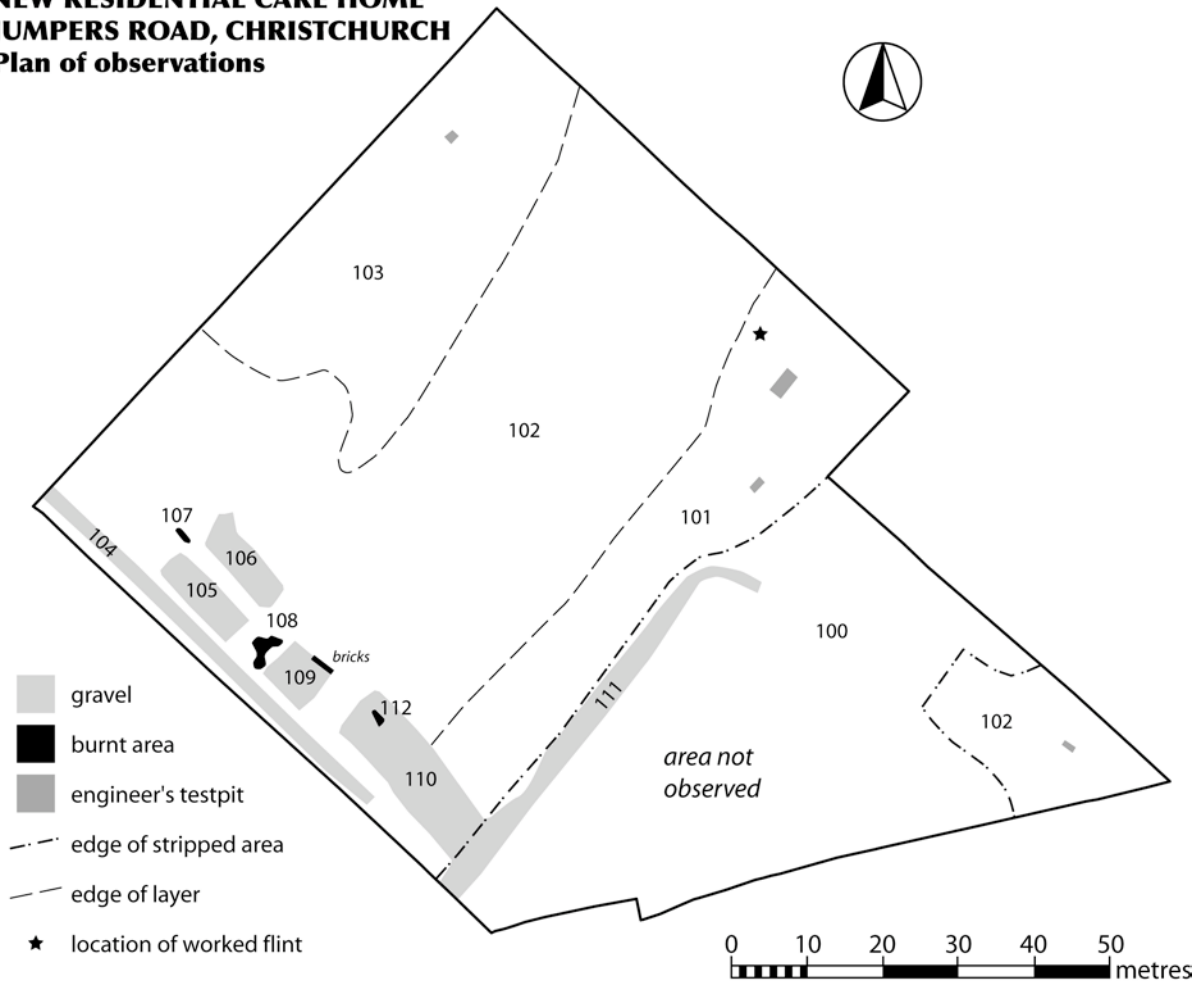 NEW RESIDENTIAL CARE HOME
JUMPERS ROAD, CHRISTCHURCH
Plan of observations
103
102
101
107
104
106
105
108
bricks
109
112
110
111
100
102
area not
observed
gravel
burnt area
engineer's testpit
edge of stripped area
edge of layer
location of worked flint
0 10 20 30 40 50
metres